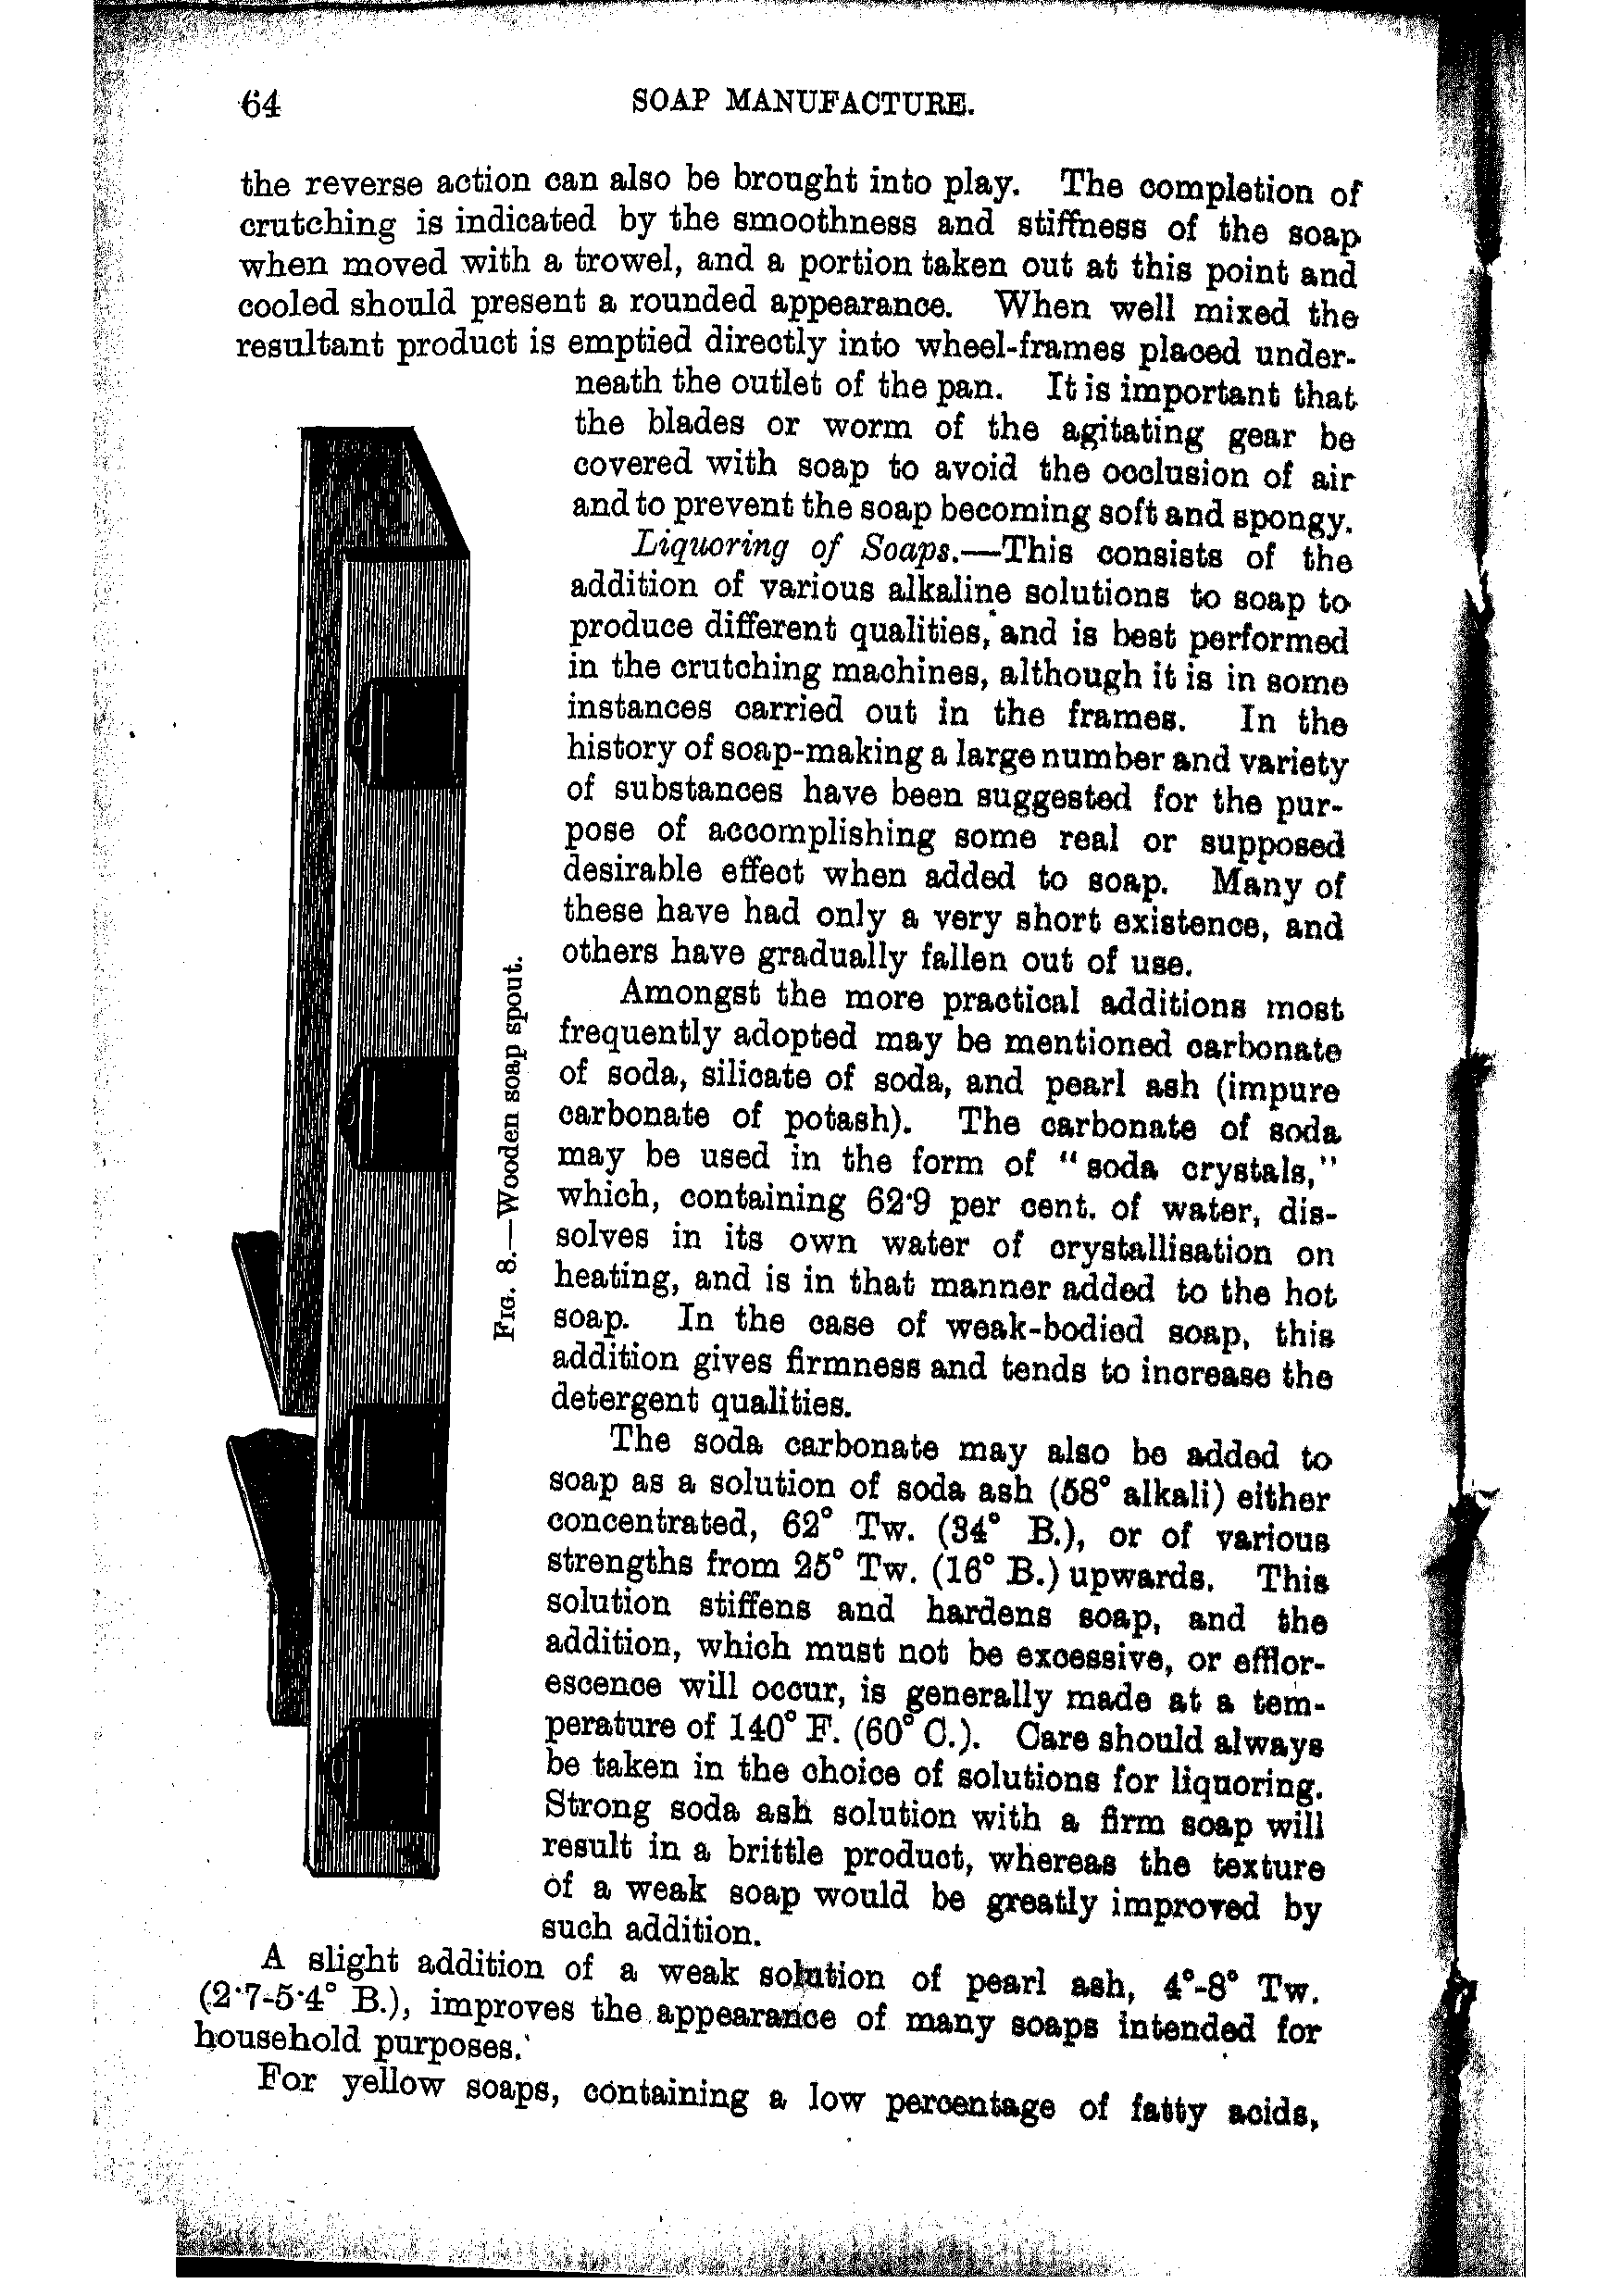 64
SOAP MANUFACTURE.
the reverse action can also be brought into play. The completion of
crutching is indicated by the smoothness and stiffness of the soap
when moved with a trowel, and a portion taken out at this point and
cooled should present a rounded appearance. When well mixed the
resultant product is emptied directly into wheel-frames placed under-
neath the outlet of the pan. It is important that
the blades or worm of the agitating gear be
covered with soap to avoid the occlusion of air
and to prevent the soap becoming soft and spongy.
Liquoring of Soaps.—This consists of the
addition of various alkaline solutions to soap to
produce different qualities, and is best performed
in the crutching machines, although it is in some
instances carried out in the frames. In the
history of soap-making a large number and variety
of substances have been suggested for the pur-
pose of accomplishing some real or supposed
desirable effect when added to soap. Many of
these have had only a very short existence, and
others have gradually fallen out of use.
Amongst the more practical additions most
frequently adopted may be mentioned carbonate
of soda, silicate of soda, and pearl ash (impure
carbonate of potash). The carbonate of soda
may be used in the form of "soda crystals,"
which, containing 62·9 per cent. of water, dis-
solves in its own water of crystallisation on
heating, and is in that manner added to the hot
soap. In the case of weak-bodied soap, this
addition gives firmness and tends to increase the
detergent qualities.
The soda carbonate may also be added to
soap as a solution of soda ash (58° alkali) either
concentrated, 62° Tw. (34° B.), or of various
strengths from 25° Tw. (16° B.) upwards. This
solution stiffens and hardens soap, and the
addition, which must not be excessive, or efflor-
escence will occur, is generally made at a tem-
perature of 140° F. (60° C.). Care should always
be taken in the choice of solutions for liquoring.
Strong soda ash solution with a firm soap will
result in a brittle product, whereas the texture
of a weak soap would be greatly improved by
such addition.
FIG. 8.—Wooden soap spout.
A slight addition of a weak solution of pearl ash, 4°-8° Tw.
(2·7-5·4° B.), improves the appearance of many soaps intended for
household purposes.
For yellow soaps, containing a low percentage of fatty acids,